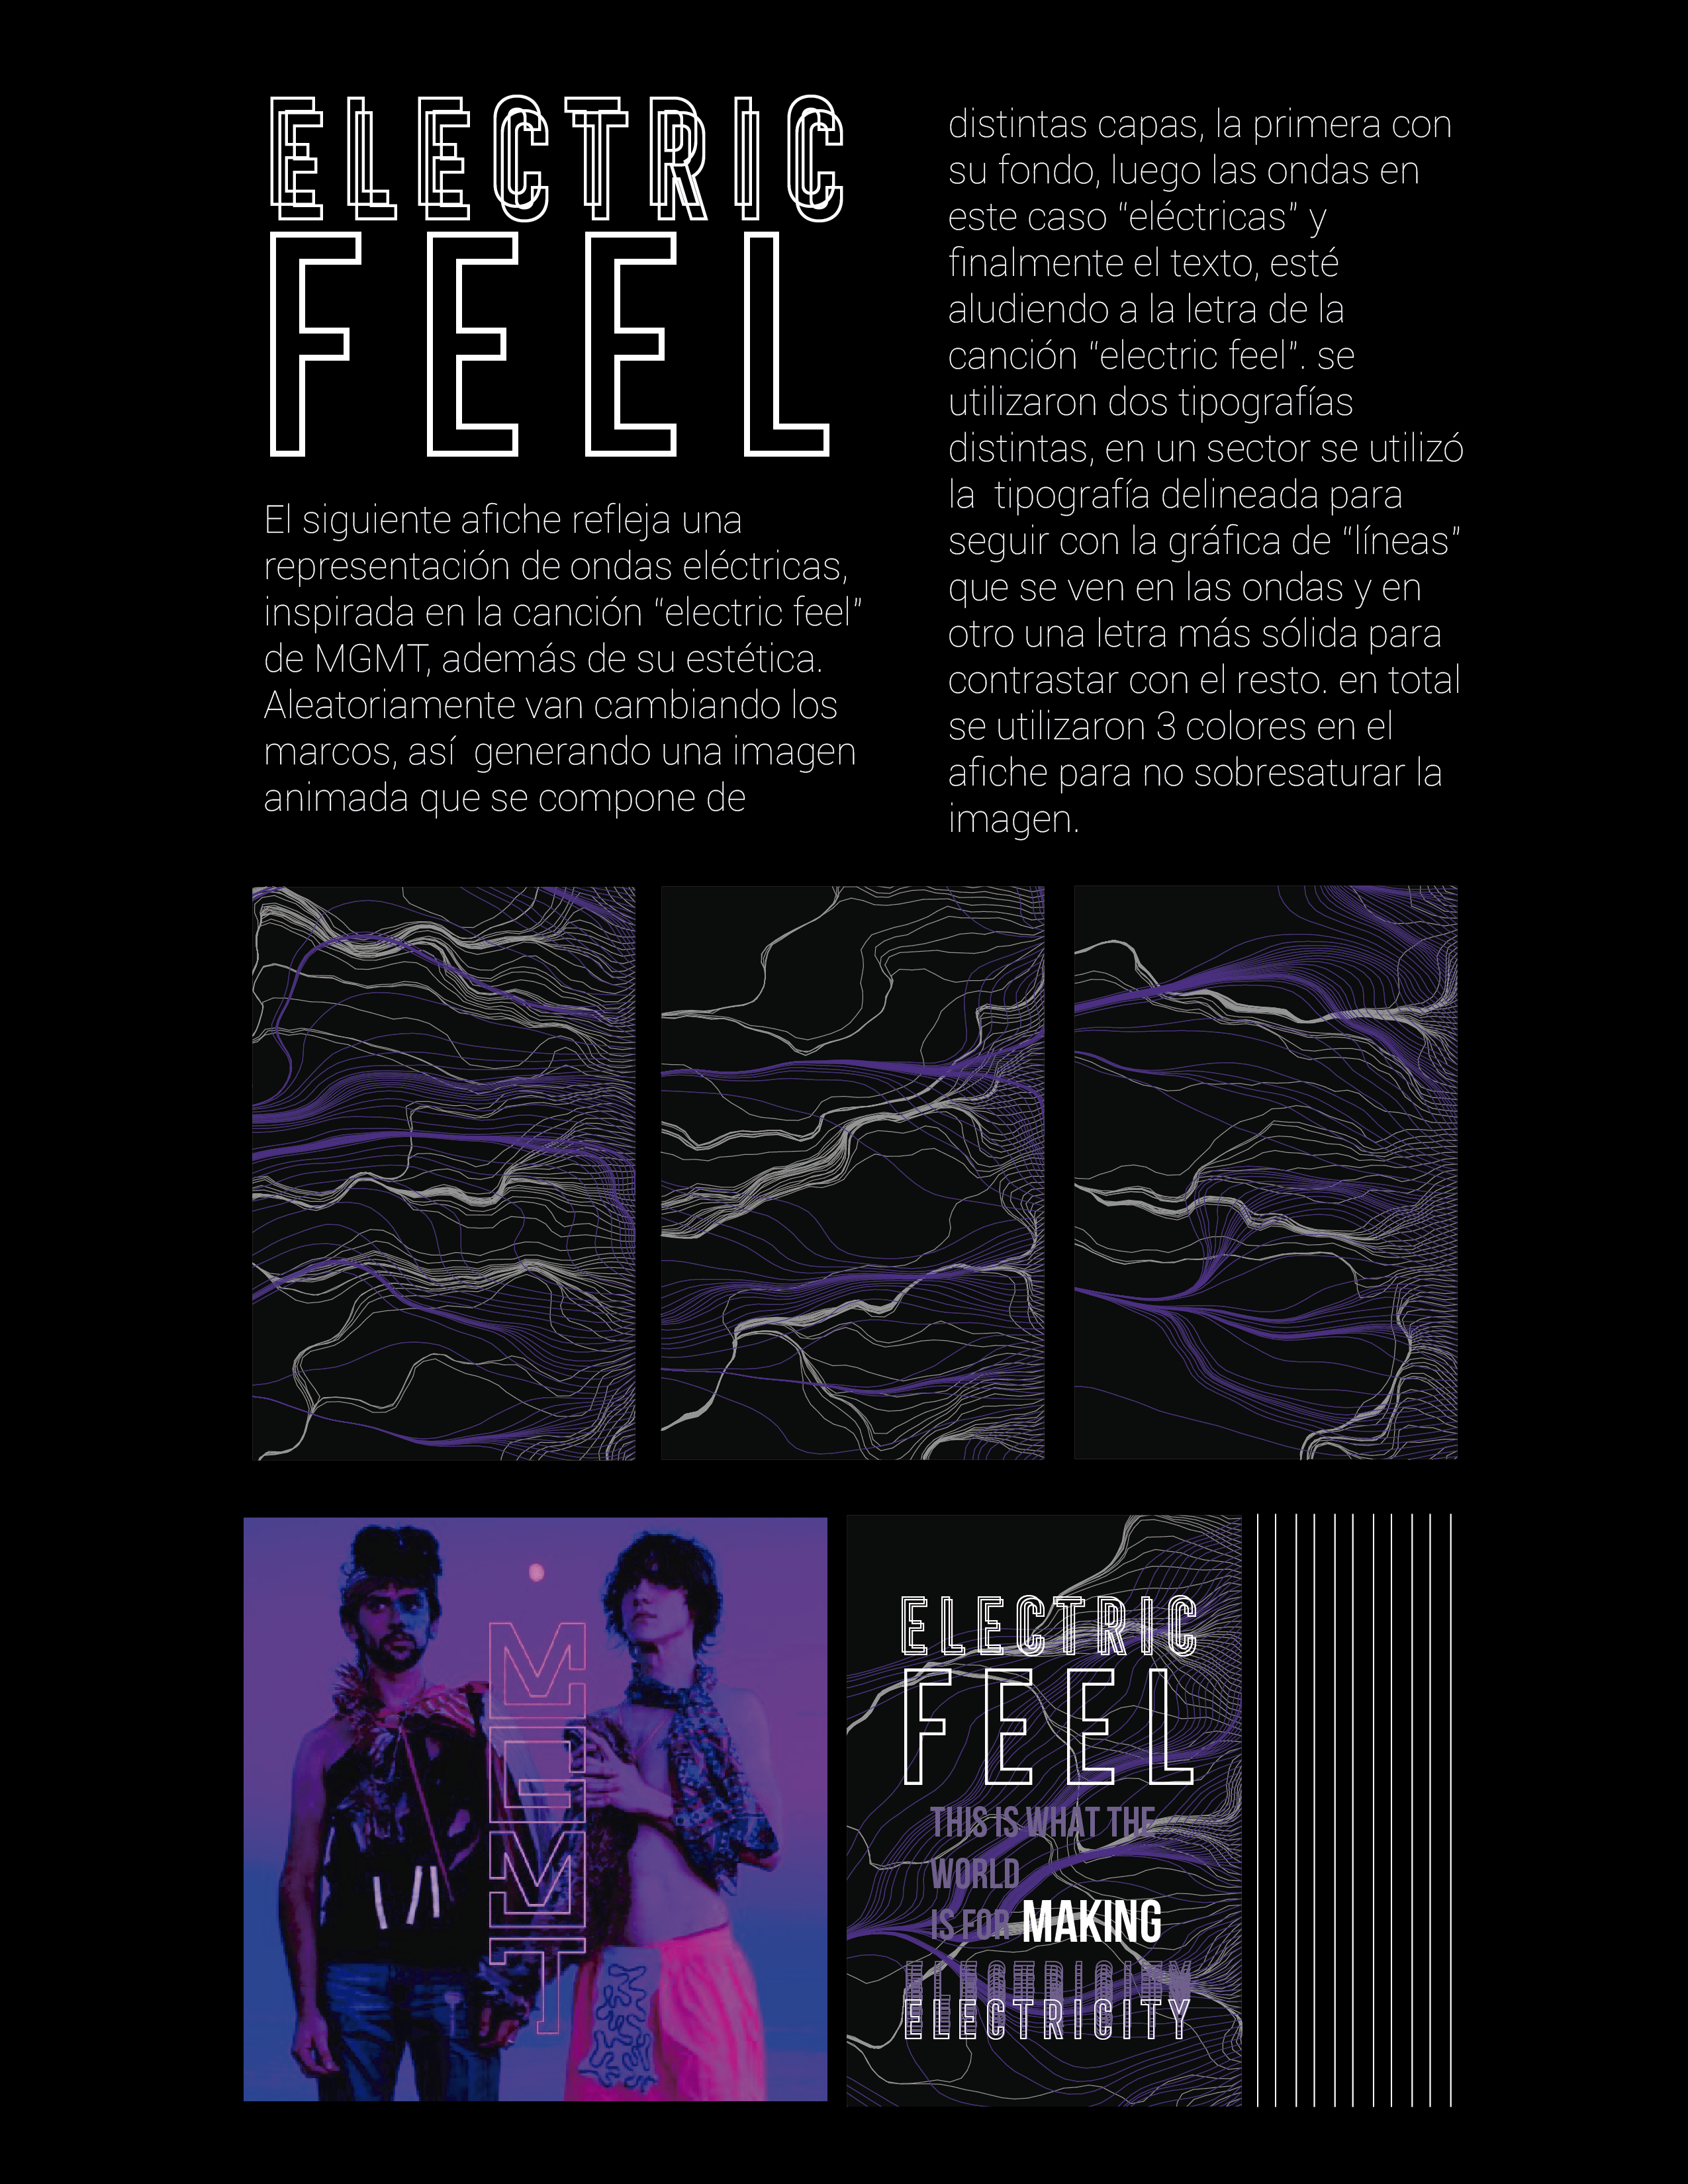 ELECTRIC
FEEL
El siguiente afiche refleja una
representación de ondas eléctricas,
inspirada en la canción “electric feel”
de MGMT, además de su estética.
Aleatoriamente van cambiando los
marcos, así  generando una imagen
animada que se compone de
distintas capas, la primera con
su fondo, luego las ondas en
este caso “eléctricas” y
finalmente el texto, esté
aludiendo a la letra de la
canción “electric feel”. se
utilizaron dos tipografías
distintas, en un sector se utilizó
la  tipografía delineada para
seguir con la gráfica de “líneas”
que se ven en las ondas y en
otro una letra más sólida para
contrastar con el resto. en total
se utilizaron 3 colores en el
afiche para no sobresaturar la
imagen.
MGMT
ELECTRIC
FEEL
THIS IS WHAT THE
WORLD
IS FOR MAKING
ELECTRICITY
ELECTRICITY